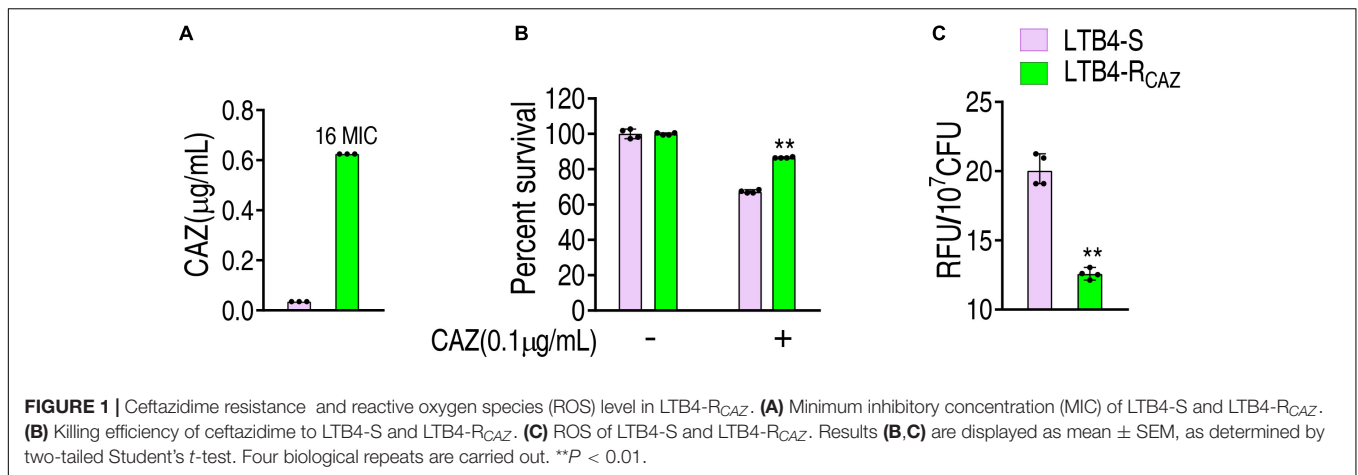 A
CAZ(μg/mL)
0.8
0.6
0.4
0.2
0.0
16 MIC
B
Percent survival
120
100
80
60
40
20
0
**
CAZ(0.1μg/mL) - +
C
LTB4-S
LTB4-RCAZ
RFU/10⁷CFU
25
20
15
10
**
FIGURE 1 | Ceftazidime resistance and reactive oxygen species (ROS) level in LTB4-RCAZ. (A) Minimum inhibitory concentration (MIC) of LTB4-S and LTB4-RCAZ.
(B) Killing efficiency of ceftazidime to LTB4-S and LTB4-RCAZ. (C) ROS of LTB4-S and LTB4-RCAZ. Results (B,C) are displayed as mean ± SEM, as determined by
two-tailed Student's t-test. Four biological repeats are carried out. **P < 0.01.